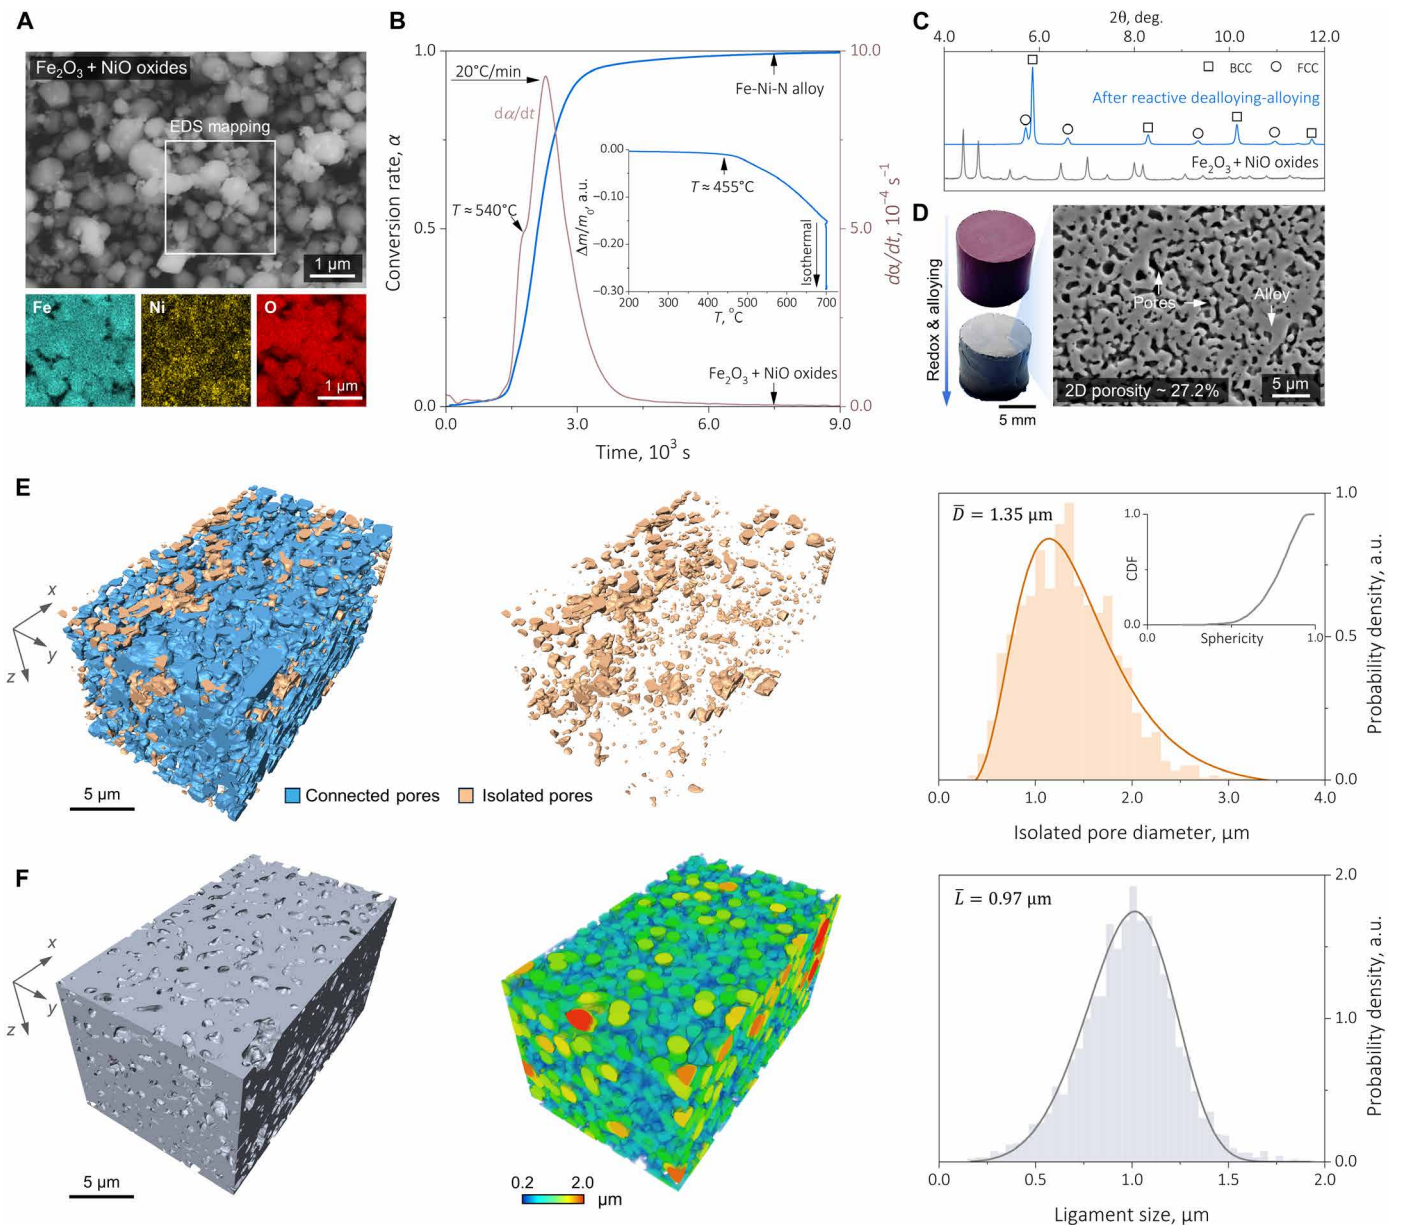 A
Fe₂O₃ + NiO oxides
EDS mapping
1 µm
Fe
Ni
O
1 µm
B
1.0
0.5
0.0
Conversion rate, α
20°C/min
dα/dt
T ≈ 540°C
Fe-Ni-N alloy
Fe₂O₃ + NiO oxides
10.0
5.0
0.0
dα/dt, 10⁻⁴ s⁻¹
0.0
3.0
6.0
9.0
Time, 10³ s
0.00
−0.10
−0.20
−0.30
Δm/m₀, a.u.
T ≈ 455°C
Isothermal
200
300
400
500
600
700
T, °C
C
2θ, deg.
4.0
6.0
8.0
10.0
12.0
BCC
FCC
After reactive dealloying-alloying
Fe₂O₃ + NiO oxides
D
Redox & alloying
5 mm
Pores
Alloy
2D porosity ~ 27.2%
5 µm
E
x
y
z
5 µm
Connected pores
Isolated pores
D̅ = 1.35 µm
1.0
0.5
0.0
Probability density, a.u.
1.0
CDF
0.0
0.0
Sphericity
1.0
0.0
1.0
2.0
3.0
4.0
Isolated pore diameter, µm
F
x
y
z
5 µm
0.2
2.0
µm
L̅ = 0.97 µm
2.0
1.0
0.0
Probability density, a.u.
0.0
0.5
1.0
1.5
2.0
Ligament size, µm